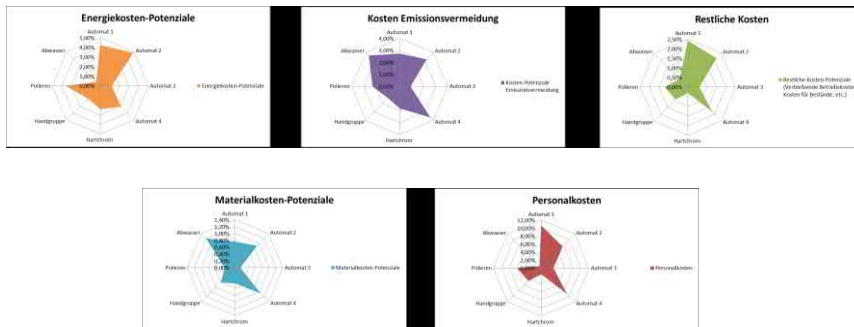 Energiekosten-Potenziale
Automat 1
5,00%
4,00%
3,00%
2,00%
1,00%
0,00%
Automat 2
Automat 3
Automat 4
Hartchrom
Handgruppe
Polieren
Abwasser
Energiekosten-Potenziale
Kosten Emissionsvermeidung
Automat 1
4,00%
3,00%
2,00%
1,00%
0,00%
Automat 2
Automat 3
Automat 4
Hartchrom
Handgruppe
Polieren
Abwasser
Kosten-Potenziale
Emissionsvermeidung
Restliche Kosten
Automat 1
2,50%
2,00%
1,50%
1,00%
0,50%
0,00%
Automat 2
Automat 3
Automat 4
Hartchrom
Handgruppe
Polieren
Abwasser
Restliche Kosten-Potenziale
(Verbleibende Betriebskosten
Kosten für Bestände, etc.)
Materialkosten-Potenziale
Automat 1
1,40%
1,20%
1,00%
0,80%
0,60%
0,40%
0,20%
0,00%
Automat 2
Automat 3
Automat 4
Hartchrom
Handgruppe
Polieren
Abwasser
Materialkosten-Potenziale
Personalkosten
Automat 1
12,00%
10,00%
8,00%
6,00%
4,00%
2,00%
0,00%
Automat 2
Automat 3
Automat 4
Hartchrom
Handgruppe
Polieren
Abwasser
Personalkosten